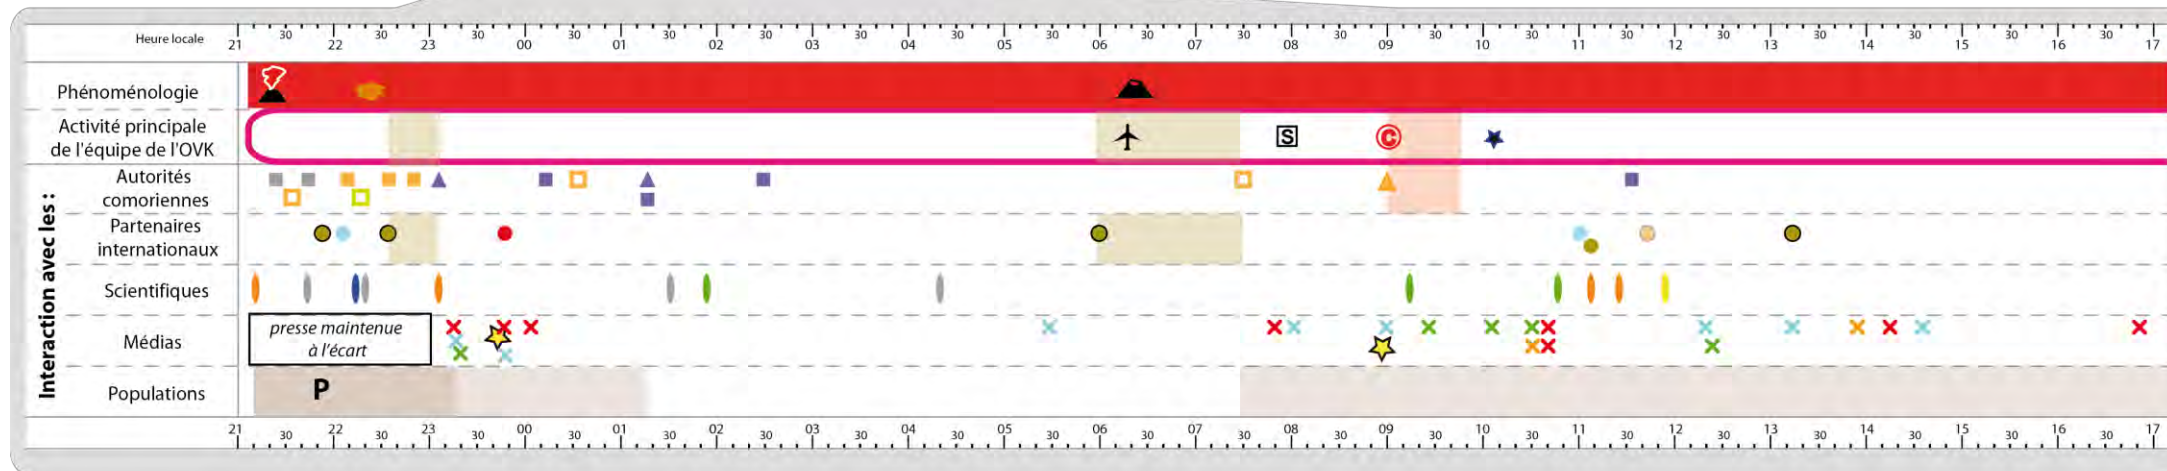 Heure locale
30 30 30 30 30 30 30 30 30 30 30 30 30 30 30 30 30 30 30 30
21 22 23 00 01 02 03 04 05 06 07 08 09 10 11 12 13 14 15 16 17
Phénoménologie
Activité principale
de l'équipe de l'OVK
S
C
Interaction avec les :
Autorités
comoriennes
Partenaires
internationaux
Scientifiques
Médias
presse maintenue
à l'écart
Populations
P
21 22 23 00 01 02 03 04 05 06 07 08 09 10 11 12 13 14 15 16 17
30 30 30 30 30 30 30 30 30 30 30 30 30 30 30 30 30 30 30 30